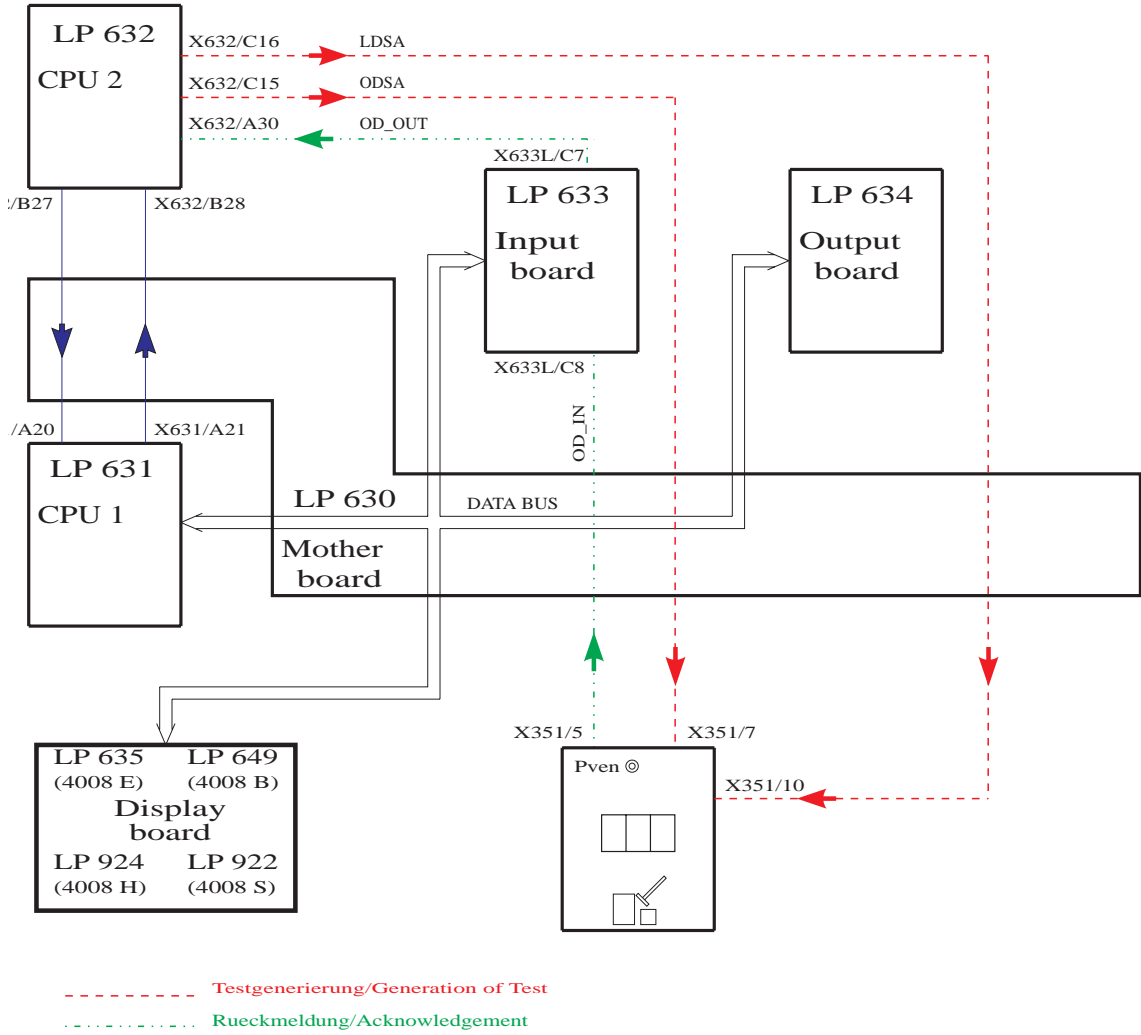 LP 632
CPU 2
X632/C16
LDSA
X632/C15
ODSA
X632/A30
OD_OUT
X633L/C7
/B27
X632/B28
LP 633
Input
board
LP 634
Output
board
X633L/C8
OD_IN
/A20
X631/A21
LP 631
CPU 1
LP 630
DATA BUS
Mother
board
X351/5
X351/7
X351/10
LP 635
LP 649
(4008 E)
(4008 B)
Display
board
LP 924
LP 922
(4008 H)
(4008 S)
Pven
Testgenerierung/Generation of Test
Rueckmeldung/Acknowledgement